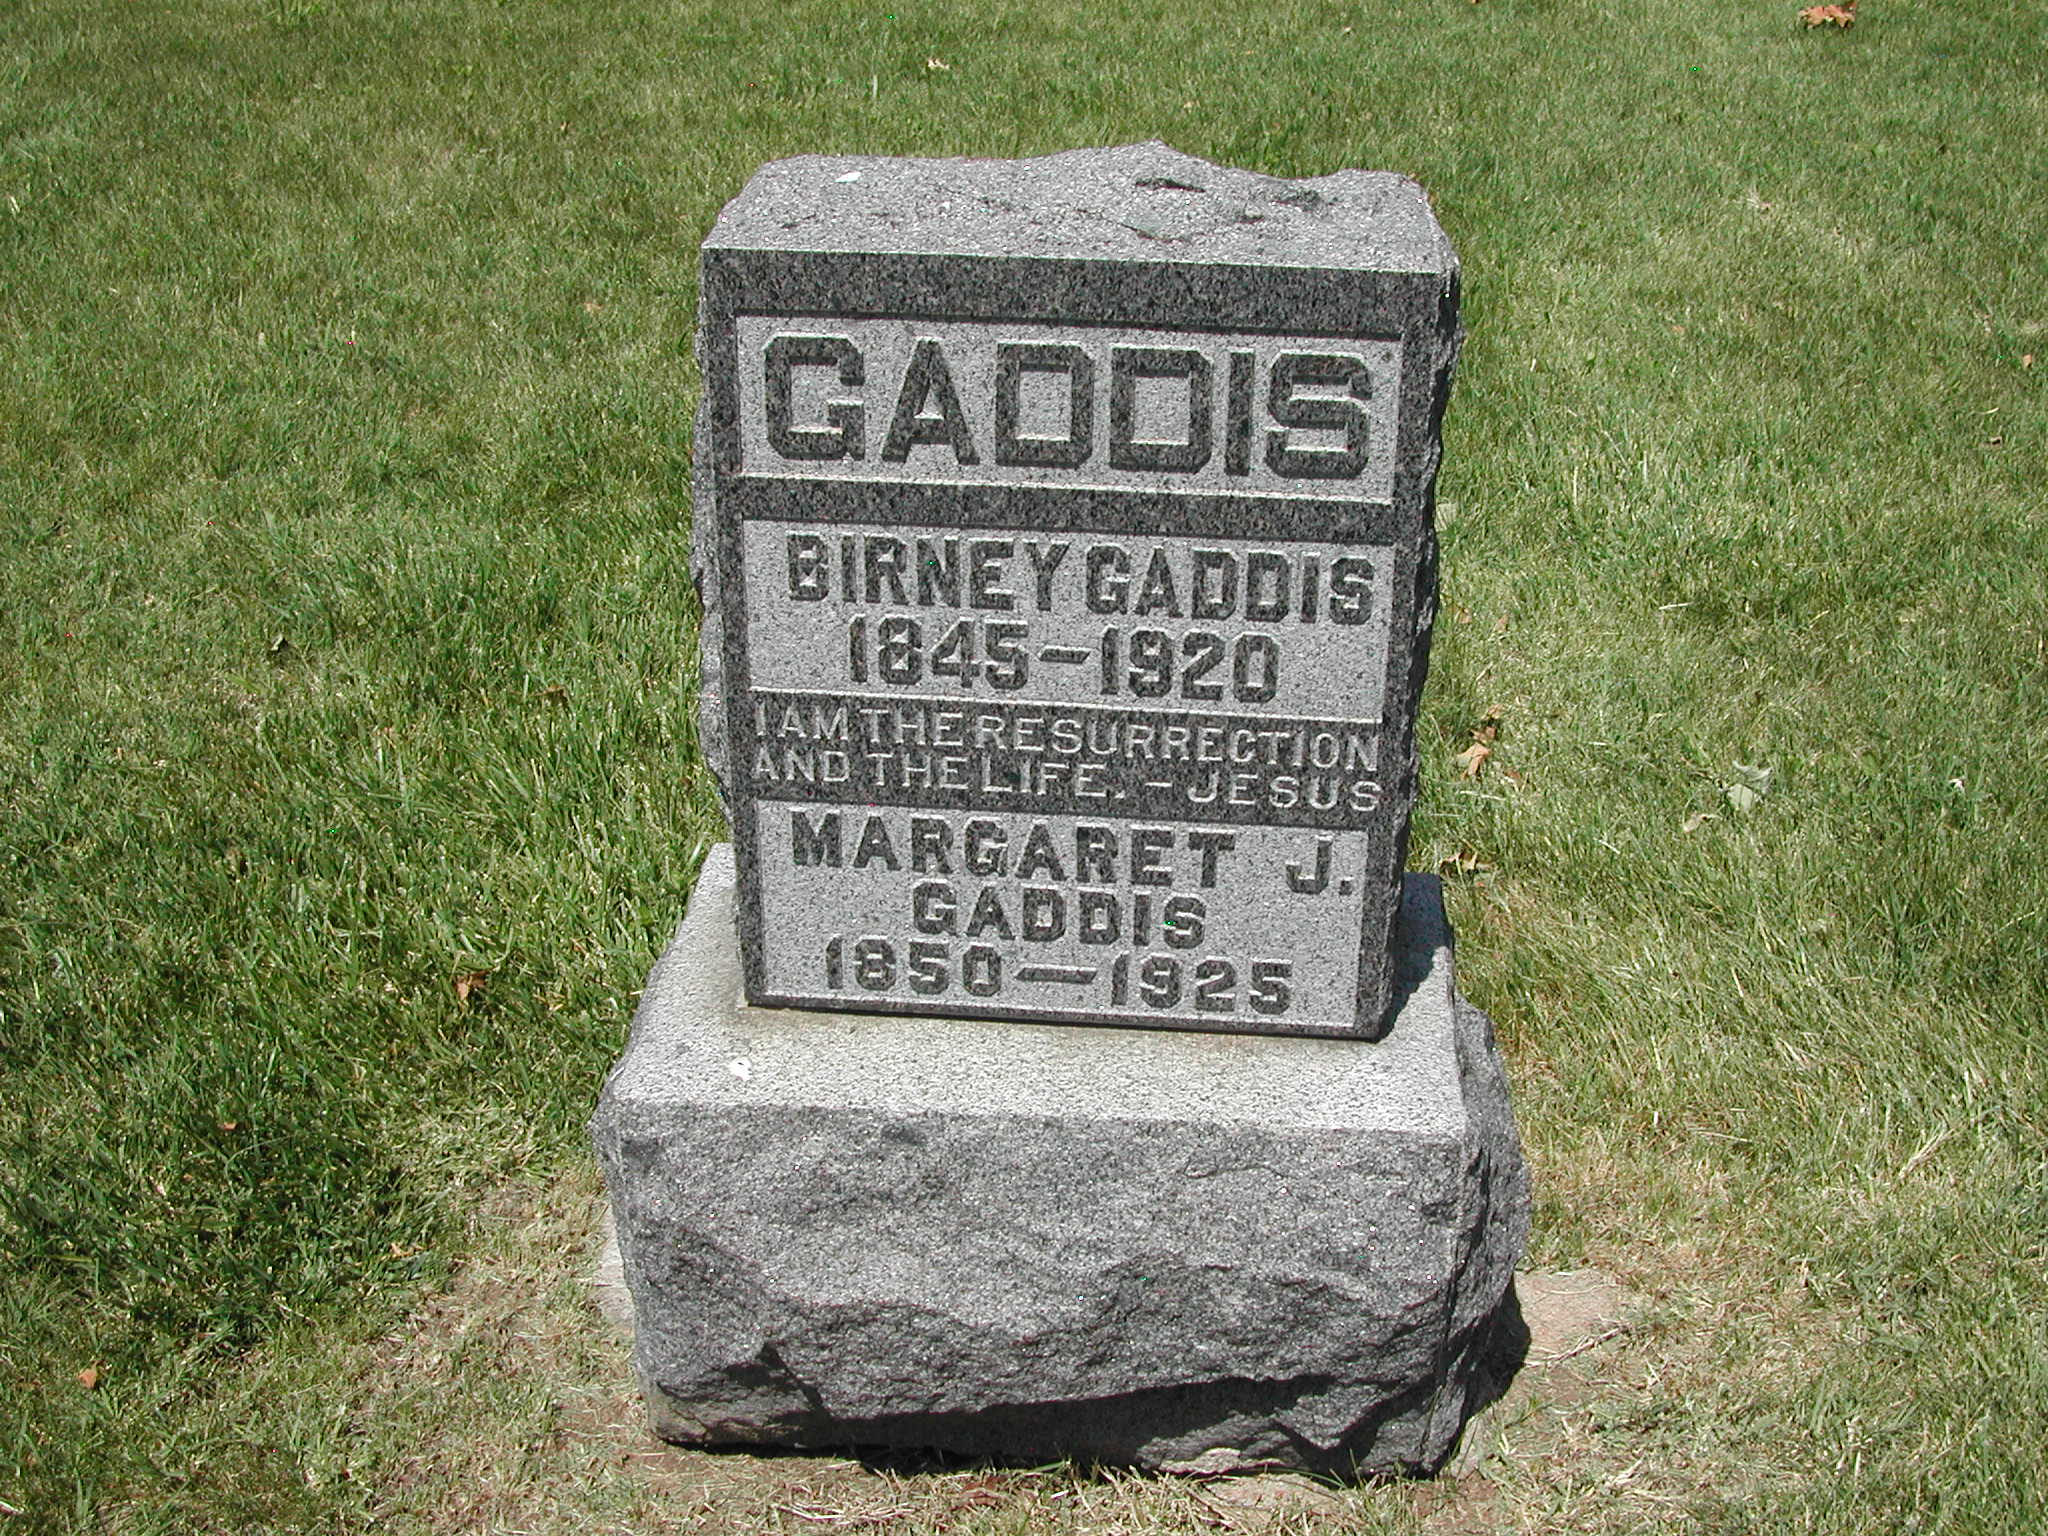 GADDIS
BIRNEY GADDIS
1845-1920
I AM THE RESURRECTION
AND THE LIFE. - JESUS
MARGARET J.
GADDIS
1850-1925